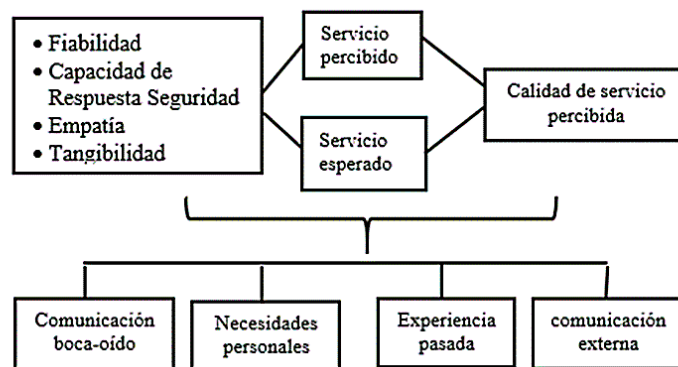 • Fiabilidad
• Capacidad de
Respuesta Seguridad
• Empatía
• Tangibilidad
Servicio
percibido
Servicio
esperado
Calidad de servicio
percibida
Comunicación
boca-oído
Necesidades
personales
Experiencia
pasada
comunicación
externa